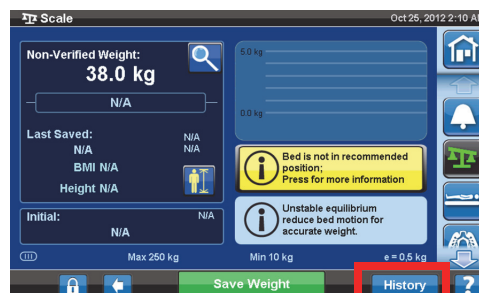 Scale
Oct 25, 2012 2:10 AM
Non-Verified Weight:
38.0 kg
N/A
Last Saved:
N/A
N/A
N/A
BMI N/A
Height N/A
Initial:
N/A
N/A
5.0 kg
0.0 kg
Bed is not in recommended
position;
Press for more information
Unstable equilibrium
reduce bed motion for
accurate weight.
Max 250 kg
Min 10 kg
e = 0,5 kg
Save Weight
History
?